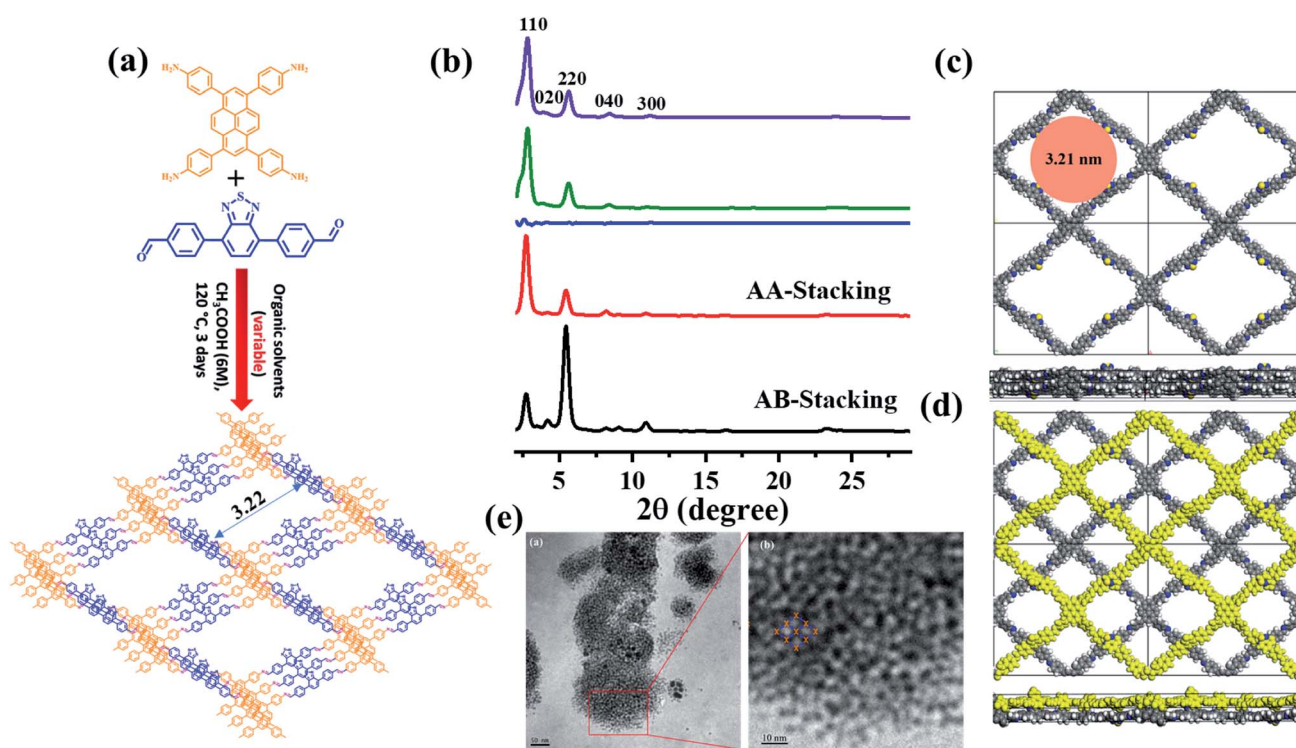 (a)
H₂N
NH₂
H₂N
NH₂
+
S
N
N
O
O
Organic solvents
(variable)
CH₃COOH (6M),
120 °C, 3 days
3.22
(b)
110
020
220
040
300
AA-Stacking
AB-Stacking
5
10
15
20
25
2θ (degree)
(c)
3.21 nm
(d)
(e)
(a)
50 nm
(b)
10 nm